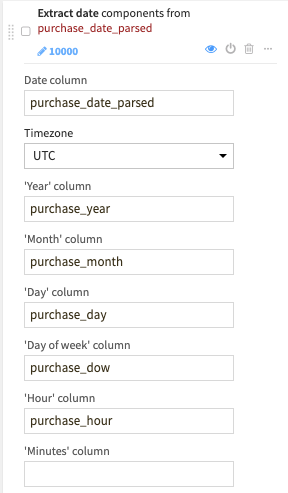 Extract date components from
purchase_date_parsed
10000
Date column
purchase_date_parsed
Timezone
UTC
'Year' column
purchase_year
'Month' column
purchase_month
'Day' column
purchase_day
'Day of week' column
purchase_dow
'Hour' column
purchase_hour
'Minutes' column